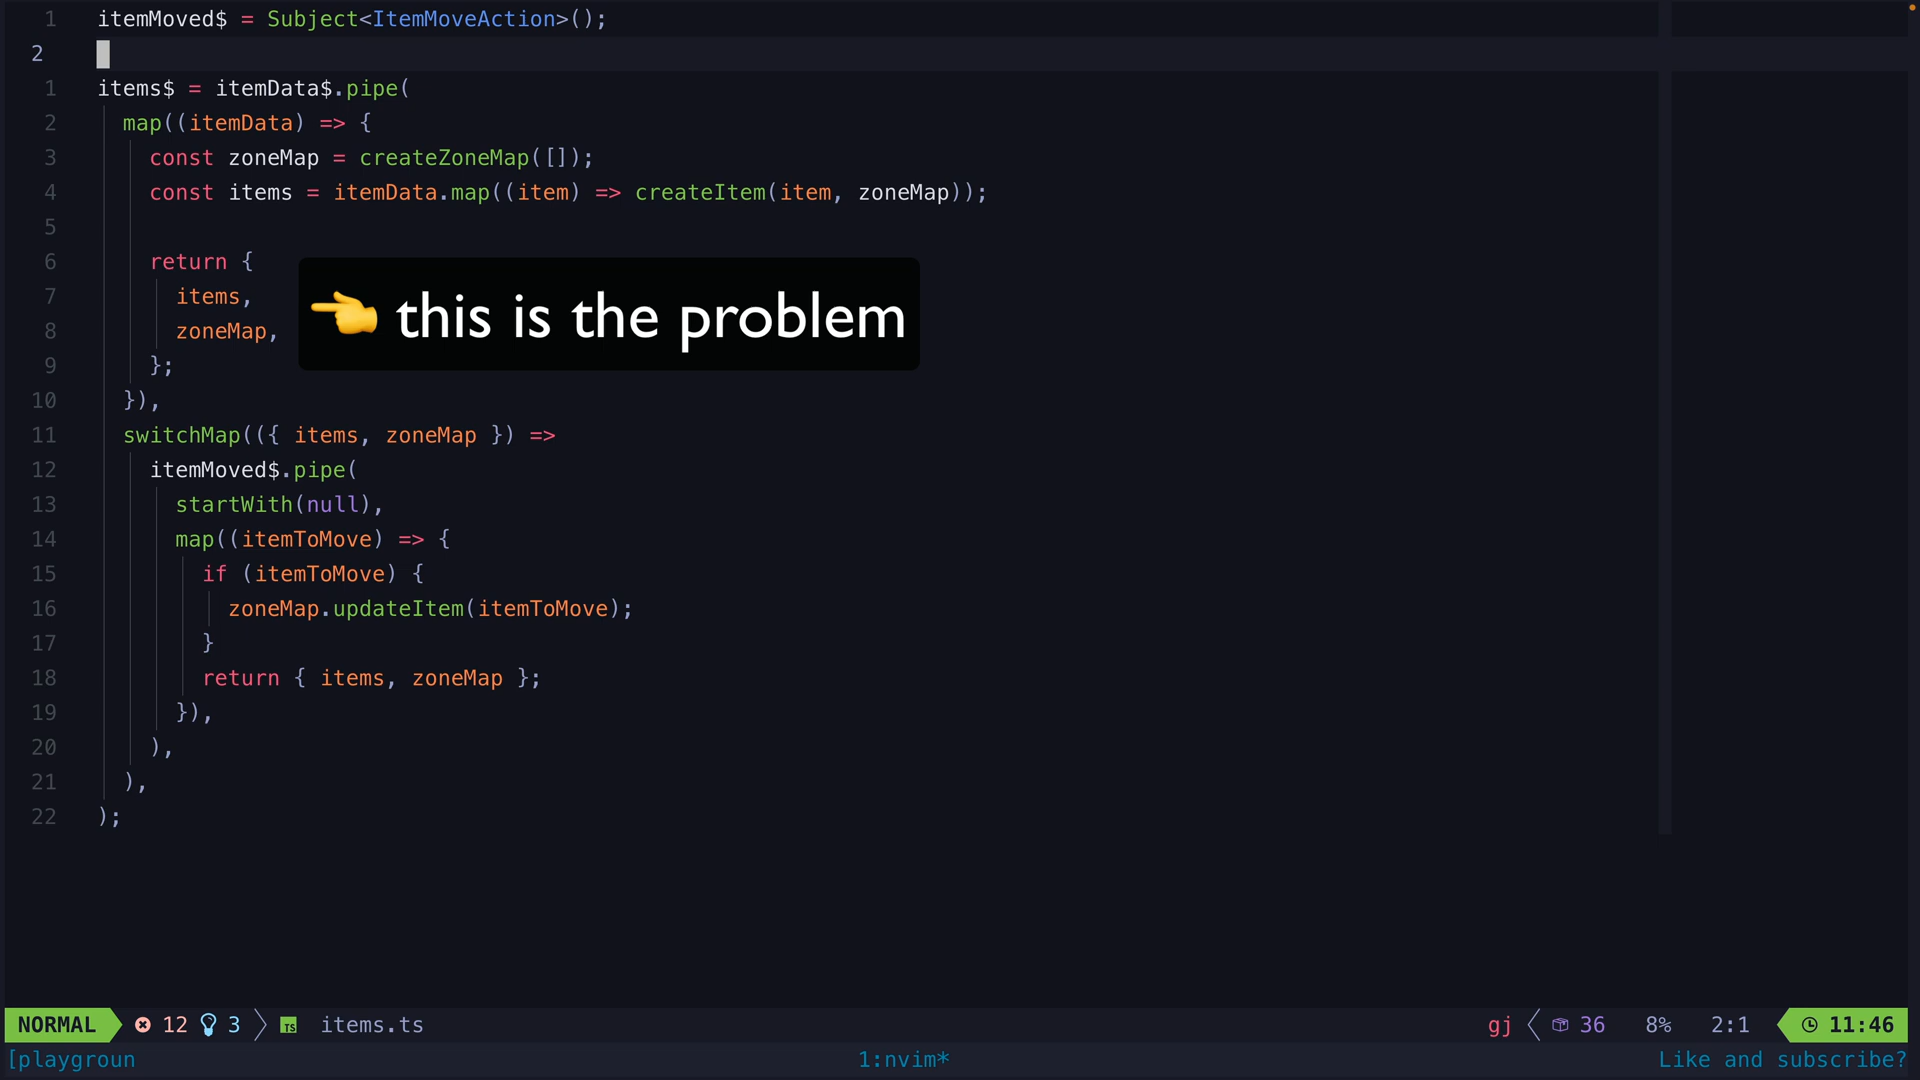 1 itemMoved$ = Subject<ItemMoveAction>();
2
1 items$ = itemData$.pipe(
2 map((itemData) => {
3 const zoneMap = createZoneMap([]);
4 const items = itemData.map((item) => createItem(item, zoneMap));
5
6 return {
7 items,
👈 this is the problem
8 zoneMap,
9 };
10 }),
11 switchMap(({ items, zoneMap }) =>
12 itemMoved$.pipe(
13 startWith(null),
14 map((itemToMove) => {
15 if (itemToMove) {
16 zoneMap.updateItem(itemToMove);
17 }
18 return { items, zoneMap };
19 }),
20 ),
21 ),
22 );
NORMAL 12 3 TS items.ts gj 36 8% 2:1 11:46
[playgroun 1:nvim* Like and subscribe?